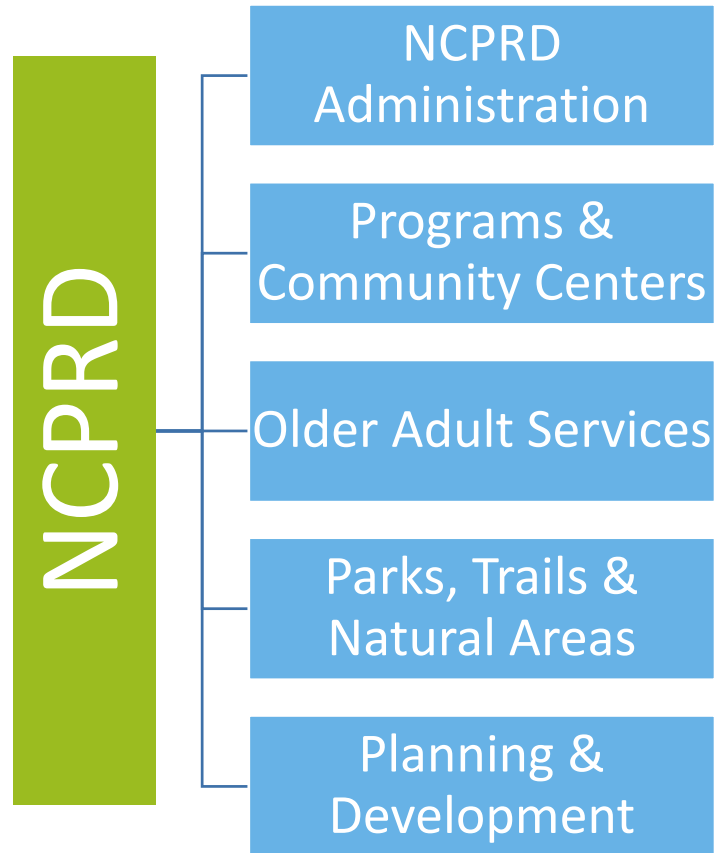 NCPRD
NCPRD
Administration
Programs &
Community Centers
Older Adult Services
Parks, Trails &
Natural Areas
Planning &
Development